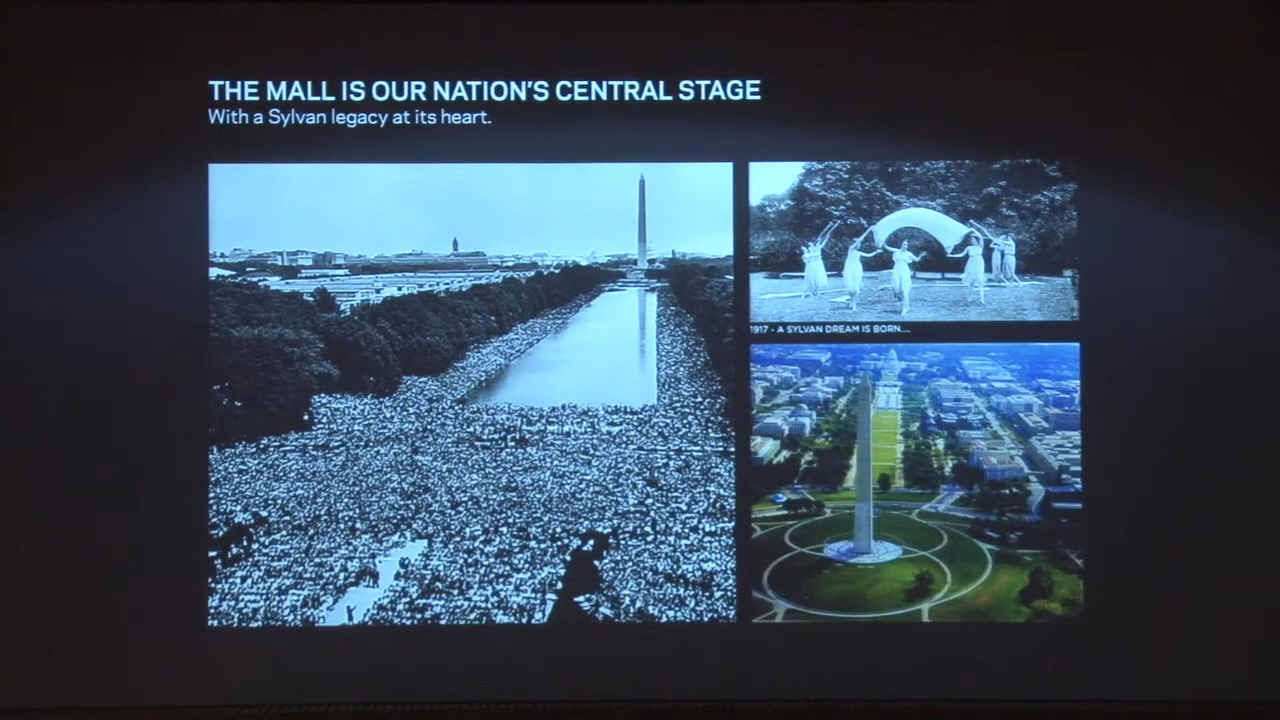 THE MALL IS OUR NATION'S CENTRAL STAGE
With a Sylvan legacy at its heart.
1917 - A SYLVAN DREAM IS BORN....